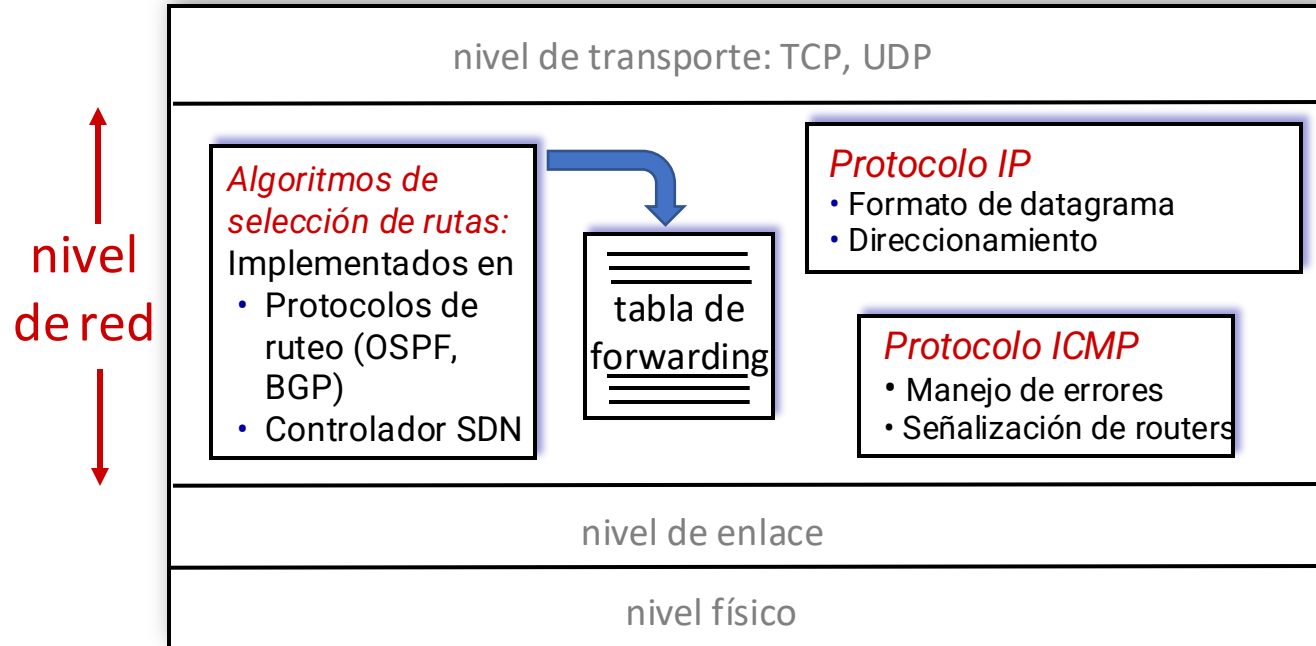 nivel de transporte: TCP, UDP
nivel
de red
Algoritmos de
selección de rutas:
Implementados en
• Protocolos de
ruteo (OSPF,
BGP)
• Controlador SDN
tabla de
forwarding
Protocolo IP
• Formato de datagrama
• Direccionamiento
Protocolo ICMP
• Manejo de errores
• Señalización de routers
nivel de enlace
nivel físico